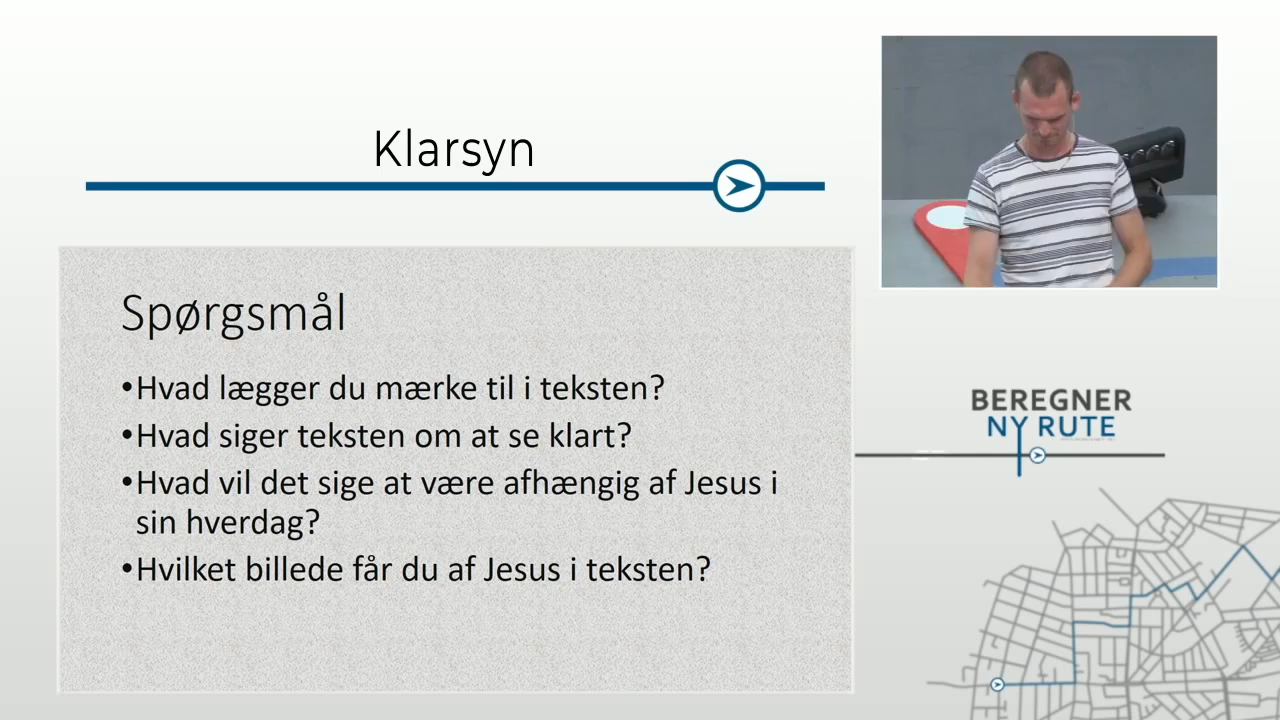 Klarsyn
Spørgsmål
•Hvad lægger du mærke til i teksten?
•Hvad siger teksten om at se klart?
•Hvad vil det sige at være afhængig af Jesus i
sin hverdag?
•Hvilket billede får du af Jesus i teksten?
BEREGNER
NY RUTE